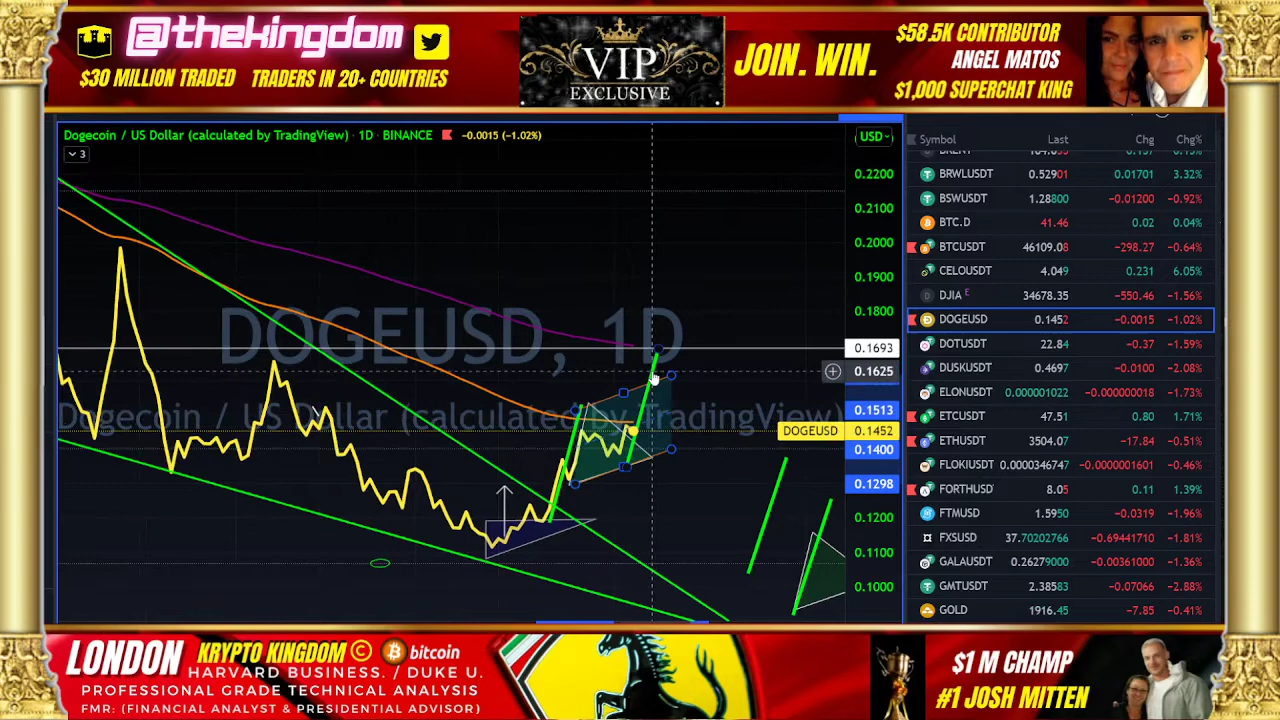 @thekingdom
$30 MILLION TRADED TRADERS IN 20+ COUNTRIES
VIP
EXCLUSIVE
JOIN. WIN.
$58.5K CONTRIBUTOR
ANGEL MATOS
$1,000 SUPERCHAT KING
Dogecoin / US Dollar (calculated by TradingView) · 1D · BINANCE −0.0015 (−1.02%)
3
USD
0.2200
0.2100
0.2000
0.1900
0.1800
0.1693
0.1625
0.1513
DOGEUSD 0.1452
0.1400
0.1298
0.1200
0.1100
0.1000
DOGEUSD, 1D
Dogecoin / US Dollar (calculated by TradingView)
Symbol Last Chg Chg%
BRWLUSDT 0.52901 0.01701 3.32%
BSWUSDT 1.28800 −0.01200 −0.92%
BTC.D 41.46 0.02 0.04%
BTCUSDT 46109.08 −298.27 −0.64%
CELOUSDT 4.049 0.231 6.05%
DJIA E 34678.35 −550.46 −1.56%
DOGEUSD 0.1452 −0.0015 −1.02%
DOTUSDT 22.84 −0.37 −1.59%
DUSKUSDT 0.4697 −0.0100 −2.08%
ELONUSDT 0.000001022 −1.73%
ETCUSDT 47.51 0.80 1.71%
ETHUSDT 3504.07 −17.84 −0.51%
FLOKIUSDT 0.0000346747 −0.0000001601 −0.46%
FORTHUSD 8.05 0.11 1.39%
FTMUSD 1.5950 −0.0319 −1.96%
FXSUSD 37.70202766 −0.69441710 −1.81%
GALAUSDT 0.26279000 −0.00361000 −1.36%
GMTUSDT 2.38583 −0.07066 −2.88%
GOLD 1916.45 −7.85 −0.41%
LONDON KRYPTO KINGDOM © bitcoin
HARVARD BUSINESS. / DUKE U.
PROFESSIONAL GRADE TECHNICAL ANALYSIS
FMR: (FINANCIAL ANALYST & PRESIDENTIAL ADVISOR)
$1 M CHAMP
#1 JOSH MITTEN